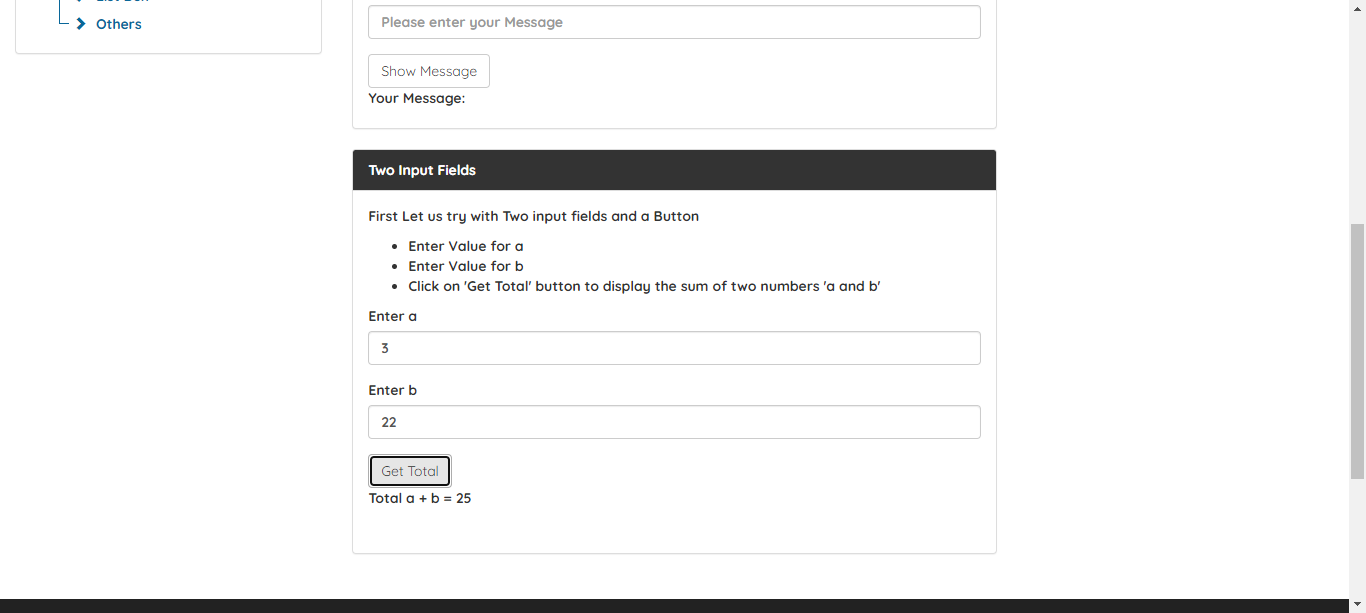 Others
Please enter your Message
Show Message
Your Message:
Two Input Fields
First Let us try with Two input fields and a Button
Enter Value for a
Enter Value for b
Click on 'Get Total' button to display the sum of two numbers 'a and b'
Enter a
3
Enter b
22
Get Total
Total a + b = 25